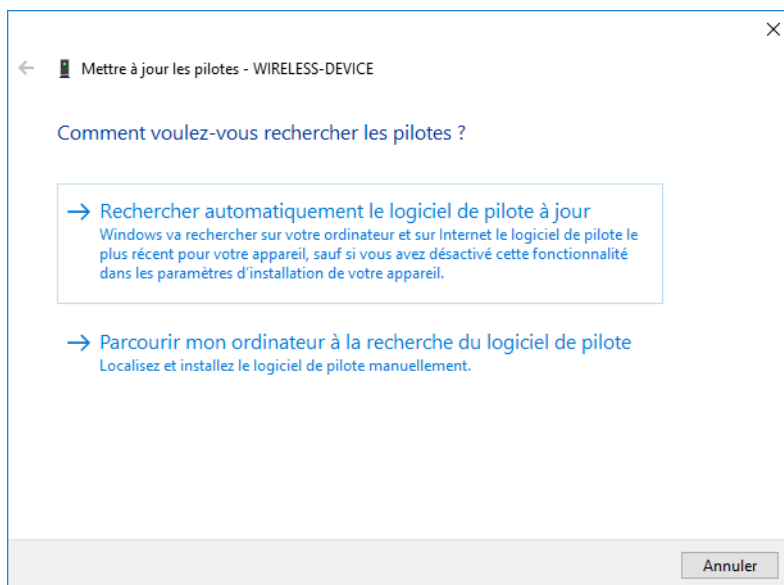 Mettre à jour les pilotes - WIRELESS-DEVICE
Comment voulez-vous rechercher les pilotes ?
Rechercher automatiquement le logiciel de pilote à jour
Windows va rechercher sur votre ordinateur et sur Internet le logiciel de pilote le
plus récent pour votre appareil, sauf si vous avez désactivé cette fonctionnalité
dans les paramètres d’installation de votre appareil.
Parcourir mon ordinateur à la recherche du logiciel de pilote
Localisez et installez le logiciel de pilote manuellement.
Annuler